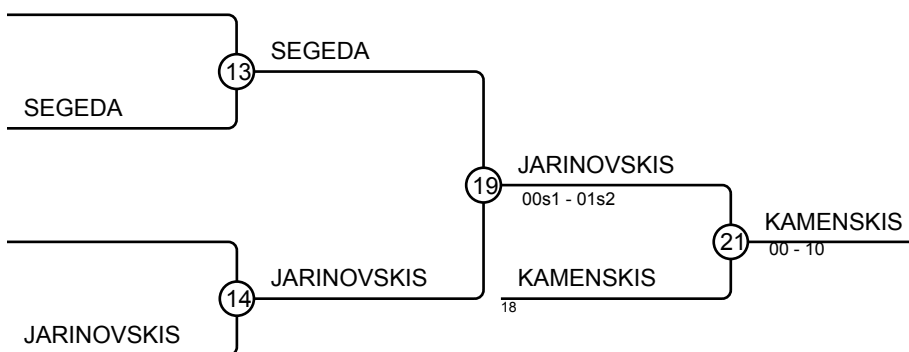 SEGEDA
13
SEGEDA
JARINOVSKIS
19
00s1 - 01s2
KAMENSKIS
21
00 - 10
JARINOVSKIS
KAMENSKIS
14
18
JARINOVSKIS